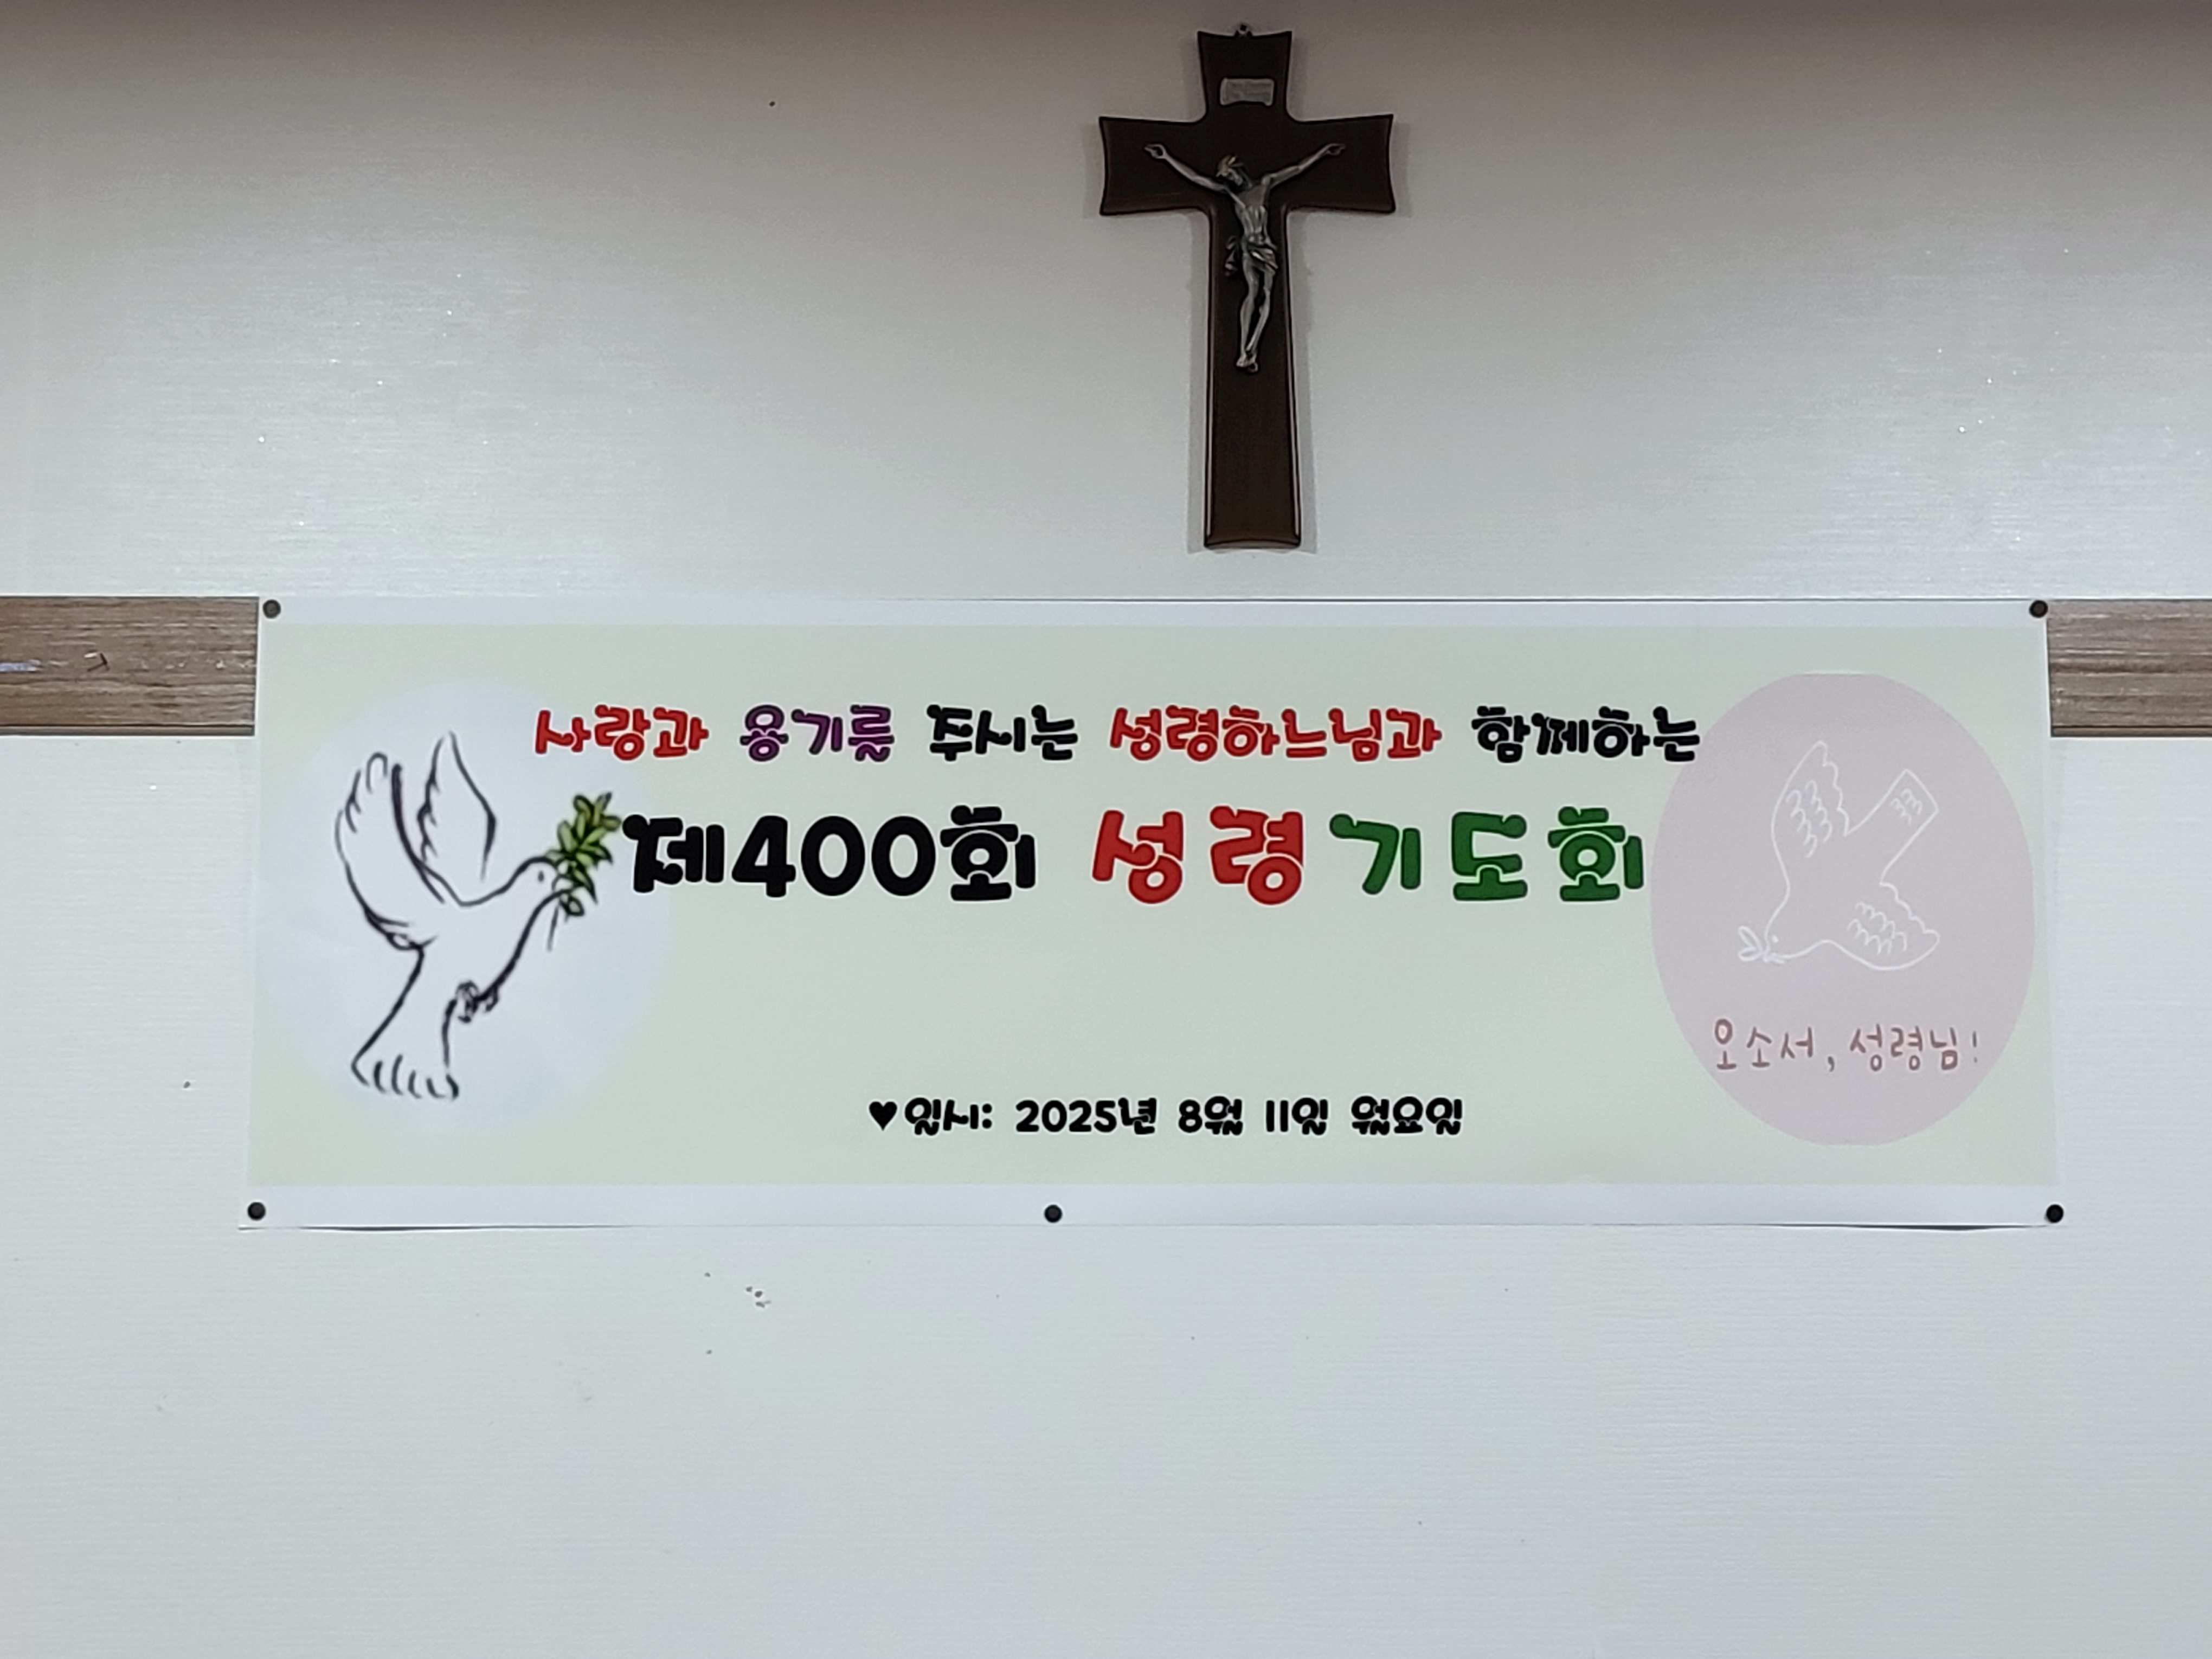 사랑과 용기를 주시는 성령하느님과 함께하는
제400회 성령기도회
오소서, 성령님!
♥일시: 2025년 8월 11일 월요일